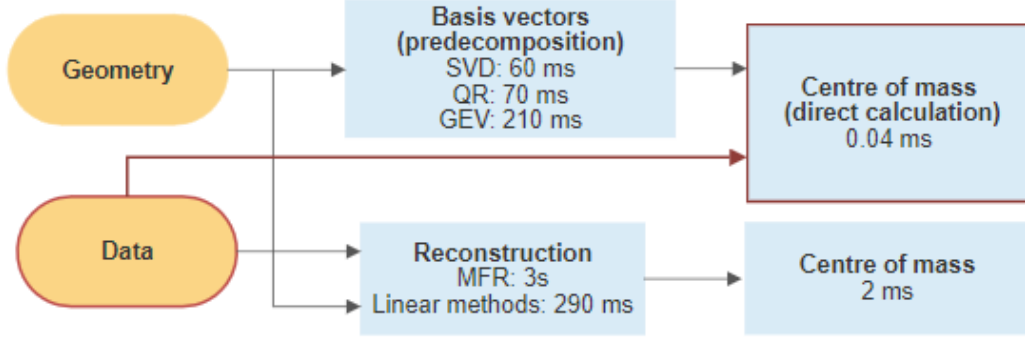 Geometry
Basis vectors
(predecomposition)
SVD: 60 ms
QR: 70 ms
GEV: 210 ms
Centre of mass
(direct calculation)
0.04 ms
Data
Reconstruction
MFR: 3s
Linear methods: 290 ms
Centre of mass
2 ms